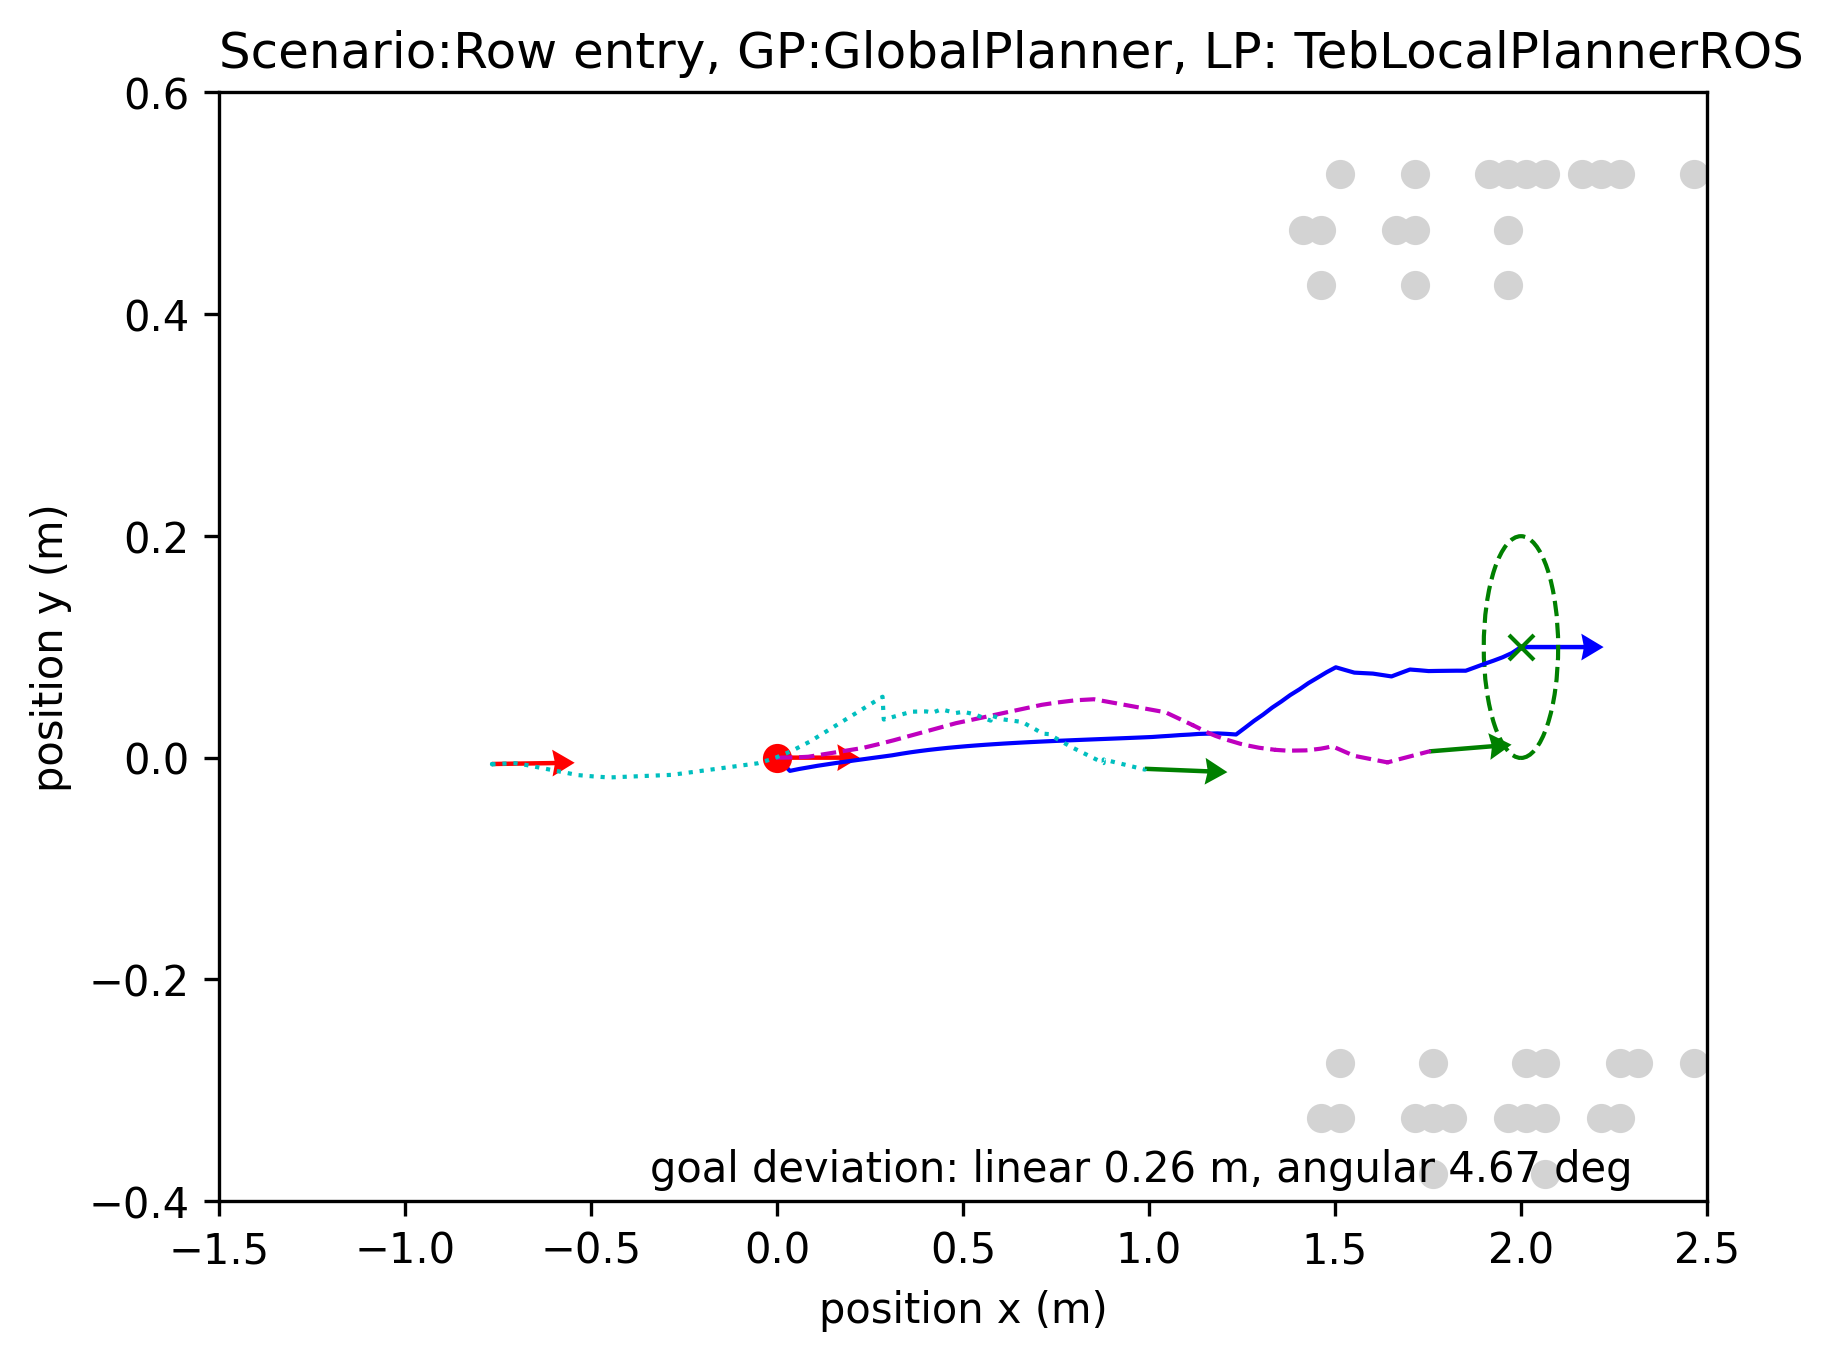 Scenario:Row entry, GP:GlobalPlanner, LP: TebLocalPlannerROS
0.6
0.4
0.2
0.0
−0.2
−0.4
position y (m)
goal deviation: linear 0.26 m, angular 4.67 deg
−1.5 −1.0 −0.5 0.0 0.5 1.0 1.5 2.0 2.5
position x (m)